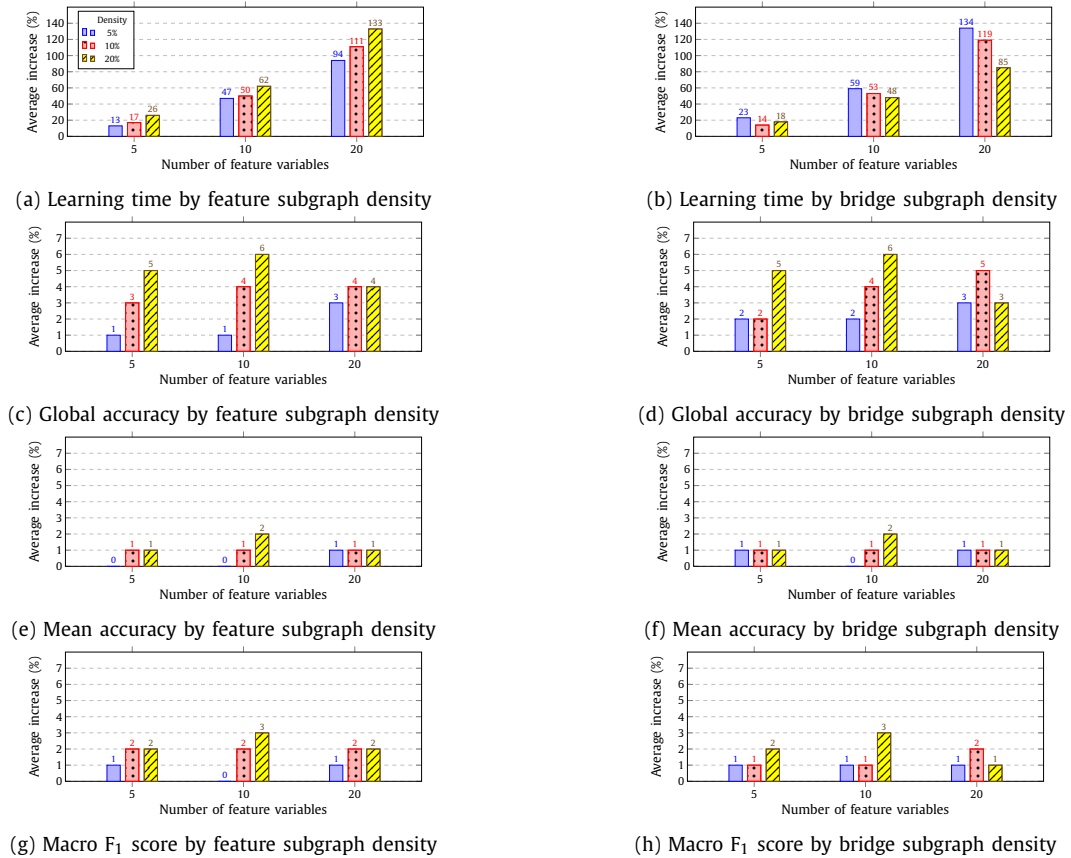 Average increase (%)
140
120
100
80
60
40
20
0
Density
5%
10%
20%
13 17 26
47 50 62
94 111 133
5 10 20
Number of feature variables
(a) Learning time by feature subgraph density
Average increase (%)
140
120
100
80
60
40
20
0
23 14 18
59 53 48
134 119 85
5 10 20
Number of feature variables
(b) Learning time by bridge subgraph density
Average increase (%)
7
6
5
4
3
2
1
0
1 3 5
1 4 6
3 4 4
5 10 20
Number of feature variables
(c) Global accuracy by feature subgraph density
Average increase (%)
7
6
5
4
3
2
1
0
2 2 5
2 4 6
3 5 3
5 10 20
Number of feature variables
(d) Global accuracy by bridge subgraph density
Average increase (%)
7
6
5
4
3
2
1
0
0 1 1
0 1 2
1 1 1
5 10 20
Number of feature variables
(e) Mean accuracy by feature subgraph density
Average increase (%)
7
6
5
4
3
2
1
0
1 1 1
0 1 2
1 1 1
5 10 20
Number of feature variables
(f) Mean accuracy by bridge subgraph density
Average increase (%)
7
6
5
4
3
2
1
0
1 2 2
0 2 3
1 2 2
5 10 20
Number of feature variables
(g) Macro F₁ score by feature subgraph density
Average increase (%)
7
6
5
4
3
2
1
0
1 1 2
1 1 3
1 2 1
5 10 20
Number of feature variables
(h) Macro F₁ score by bridge subgraph density